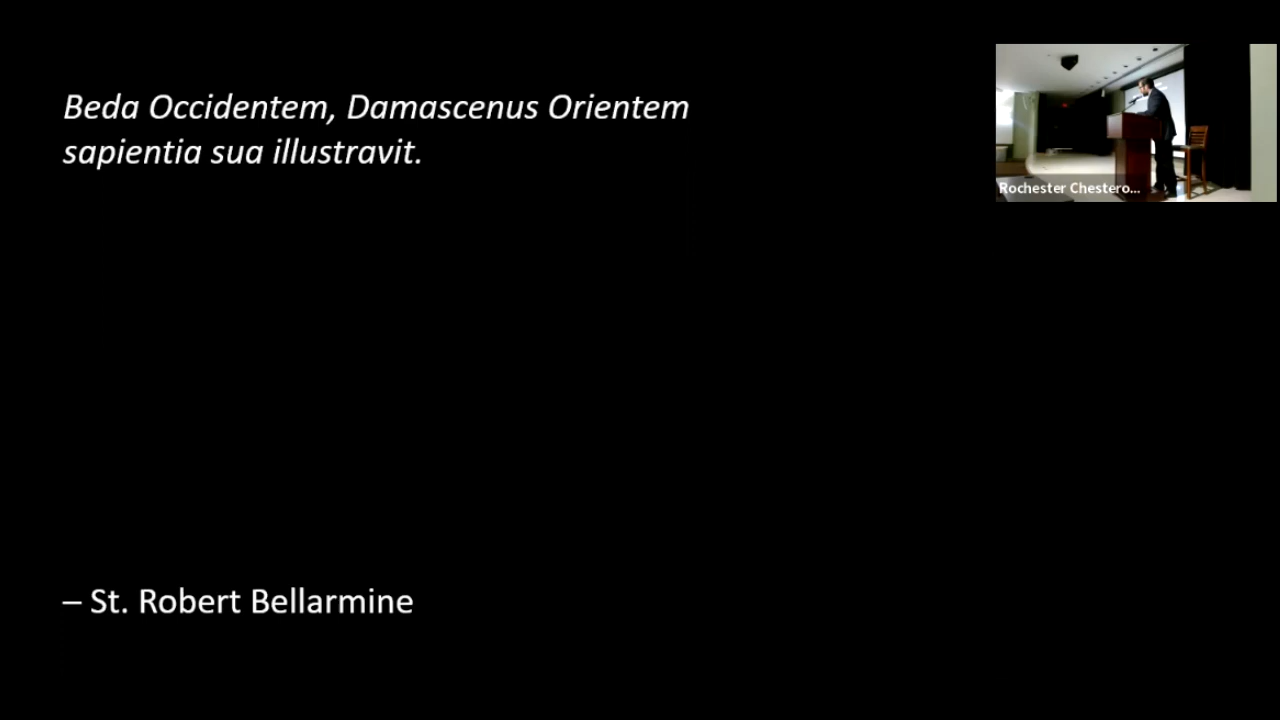 Beda Occidentem, Damascenus Orientem
sapientia sua illustravit.
Rochester Chestero...
– St. Robert Bellarmine